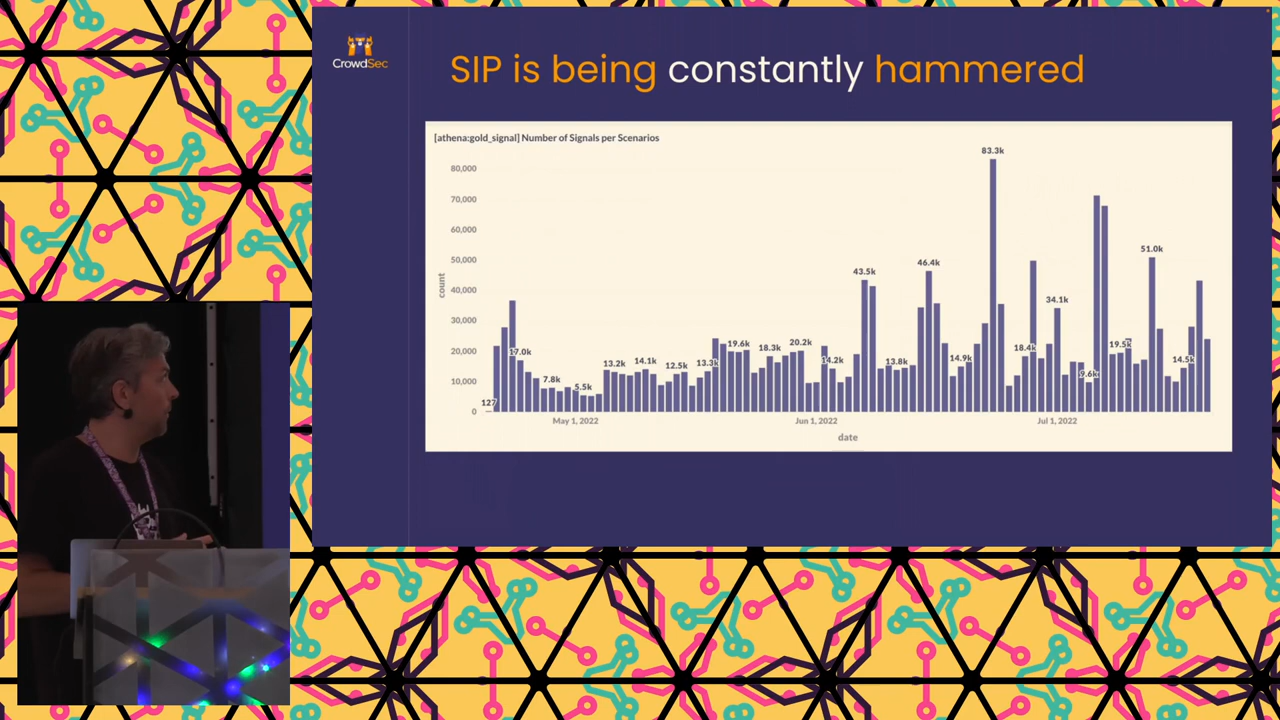 CrowdSec
SIP is being constantly hammered
[athena:gold_signal] Number of Signals per Scenarios
83.3k
80,000
70,000
60,000
51.0k
50,000
46.4k
43.5k
40,000
34.1k
30,000
20,000
17.0k
7.8k
5.5k
13.2k
14.1k
12.5k
13.3k
19.6k
18.3k
20.2k
14.2k
13.8k
14.9k
18.4k
9.6k
19.5k
14.5k
10,000
127
0
count
May 1, 2022
Jun 1, 2022
Jul 1, 2022
date